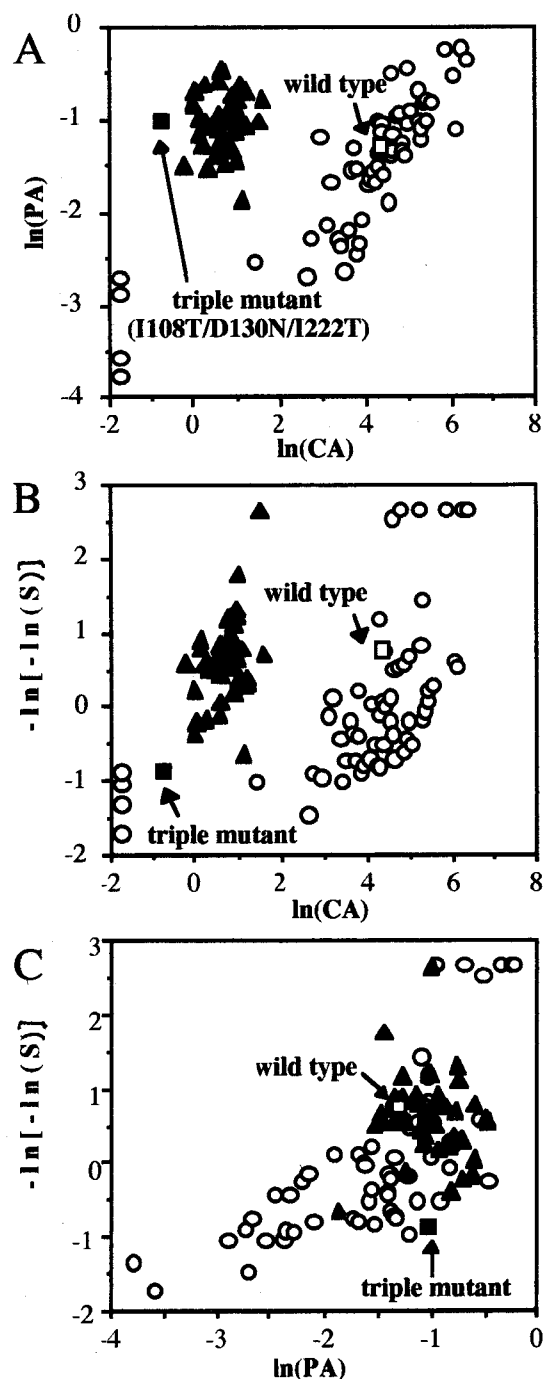 A
0
-1
-2
-3
-4
ln(PA)
wild type
triple mutant
(I108T/D130N/I222T)
-2
0
2
4
6
8
ln(CA)
B
3
2
1
0
-1
-2
-ln[-ln(S)]
wild type
triple mutant
-2
0
2
4
6
8
ln(CA)
C
3
2
1
0
-1
-2
-ln[-ln(S)]
wild type
triple mutant
-4
-3
-2
-1
0
ln(PA)